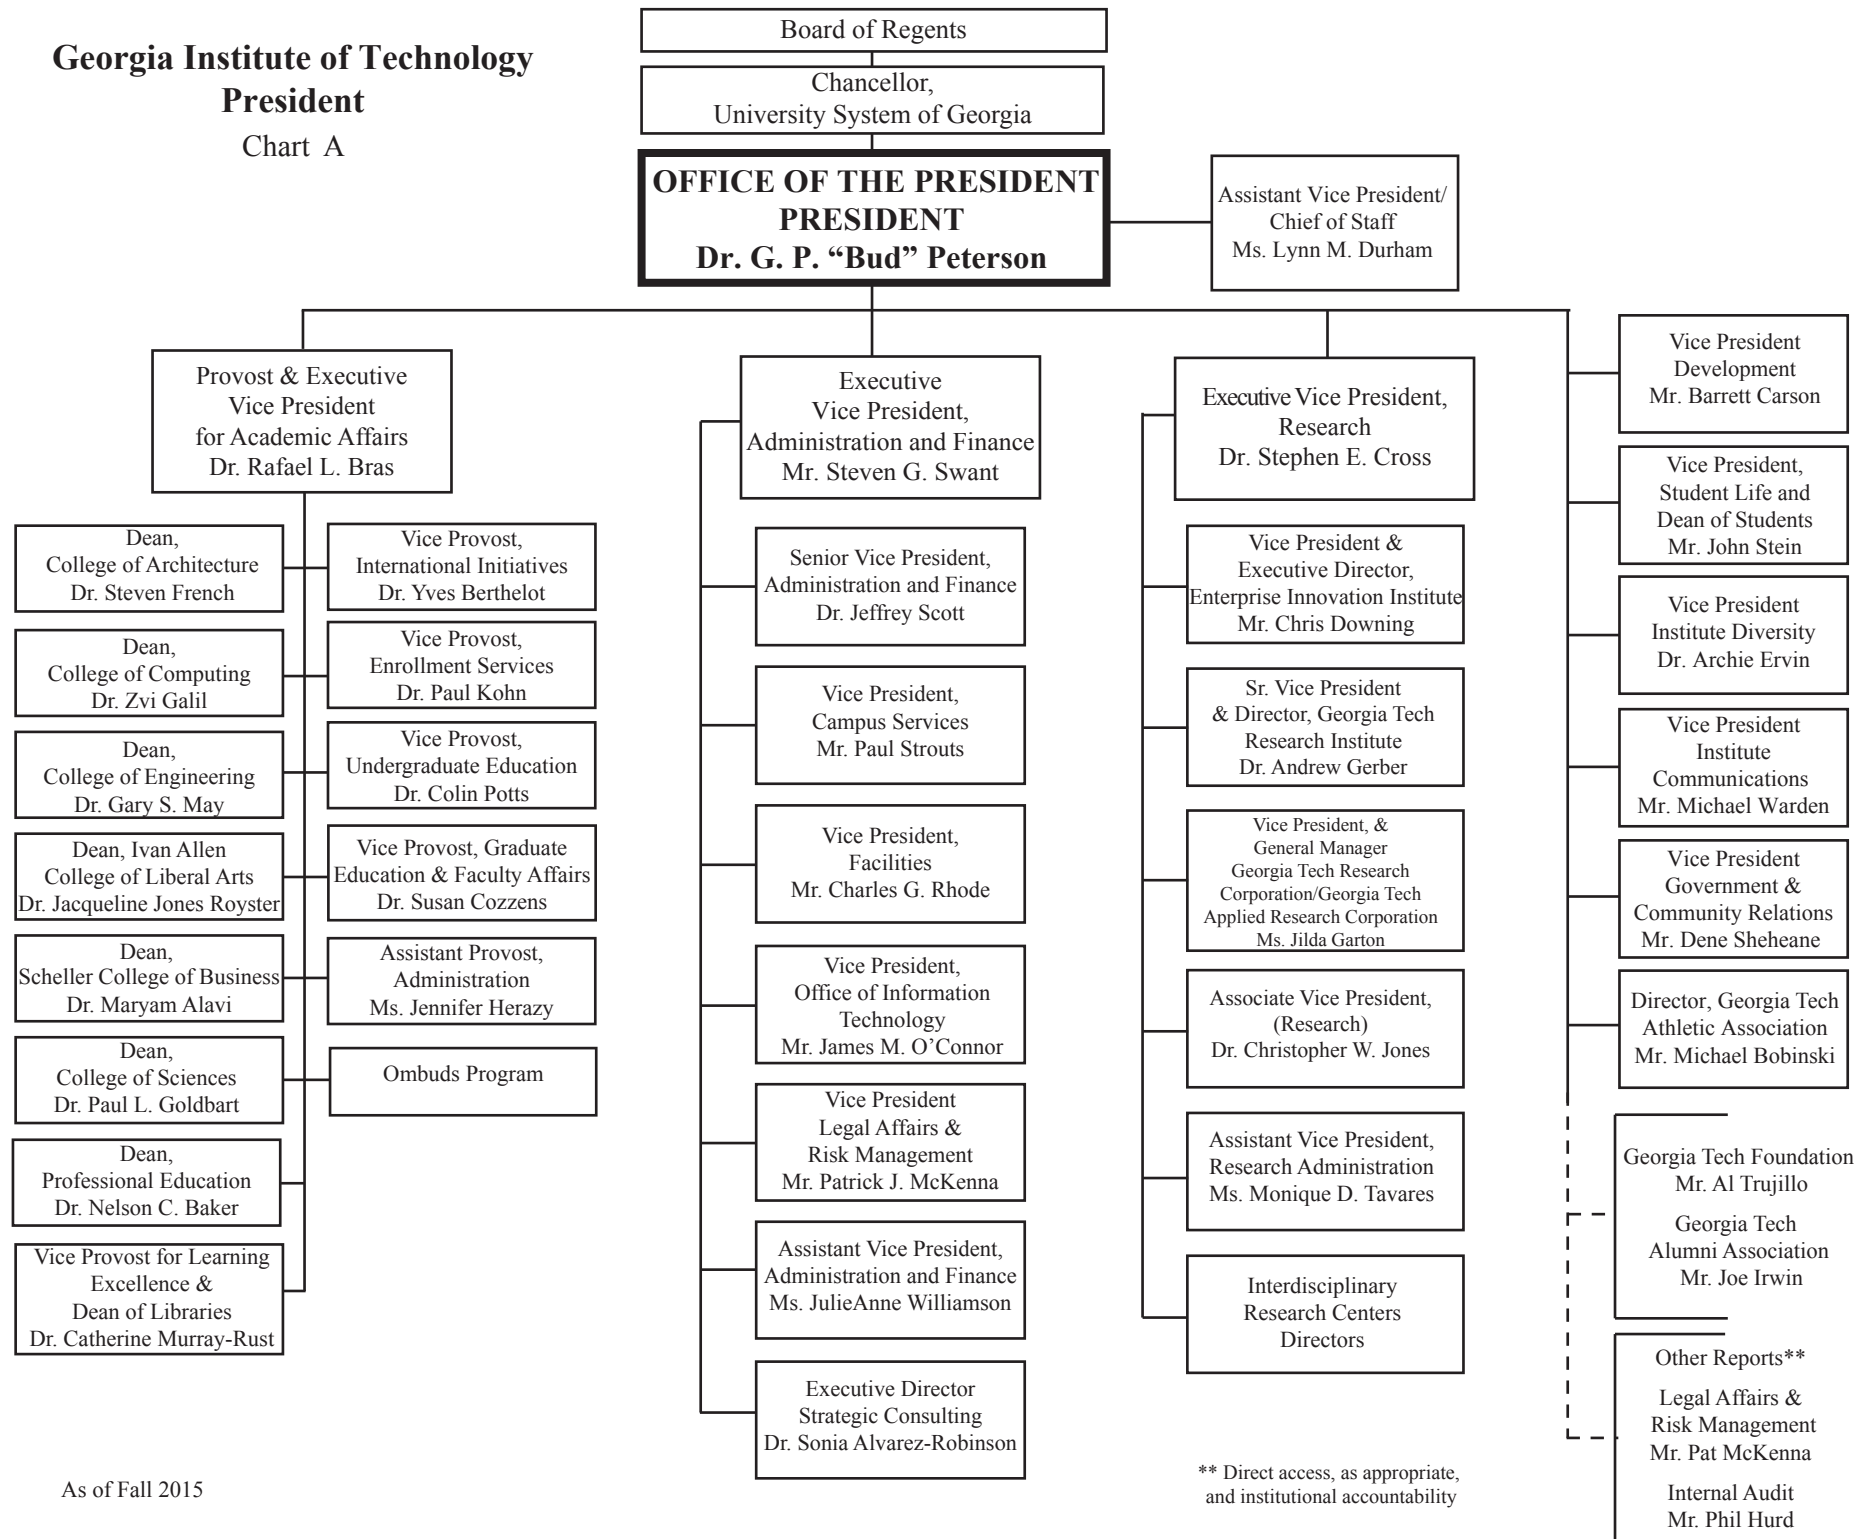 Georgia Institute of Technology
President
Chart A
Board of Regents
Chancellor,
University System of Georgia
OFFICE OF THE PRESIDENT
PRESIDENT
Dr. G. P. “Bud” Peterson
Assistant Vice President/
Chief of Staff
Ms. Lynn M. Durham
Provost & Executive
Vice President
for Academic Affairs
Dr. Rafael L. Bras
Dean,
College of Architecture
Dr. Steven French
Dean,
College of Computing
Dr. Zvi Galil
Dean,
College of Engineering
Dr. Gary S. May
Dean, Ivan Allen
College of Liberal Arts
Dr. Jacqueline Jones Royster
Dean,
Scheller College of Business
Dr. Maryam Alavi
Dean,
College of Sciences
Dr. Paul L. Goldbart
Dean,
Professional Education
Dr. Nelson C. Baker
Vice Provost for Learning
Excellence &
Dean of Libraries
Dr. Catherine Murray-Rust
Vice Provost,
International Initiatives
Dr. Yves Berthelot
Vice Provost,
Enrollment Services
Dr. Paul Kohn
Vice Provost,
Undergraduate Education
Dr. Colin Potts
Vice Provost, Graduate
Education & Faculty Affairs
Dr. Susan Cozzens
Assistant Provost,
Administration
Ms. Jennifer Herazy
Ombuds Program
Executive
Vice President,
Administration and Finance
Mr. Steven G. Swant
Senior Vice President,
Administration and Finance
Dr. Jeffrey Scott
Vice President,
Campus Services
Mr. Paul Strouts
Vice President,
Facilities
Mr. Charles G. Rhode
Vice President,
Office of Information
Technology
Mr. James M. O’Connor
Vice President
Legal Affairs &
Risk Management
Mr. Patrick J. McKenna
Assistant Vice President,
Administration and Finance
Ms. JulieAnne Williamson
Executive Director
Strategic Consulting
Dr. Sonia Alvarez-Robinson
Executive Vice President,
Research
Dr. Stephen E. Cross
Vice President &
Executive Director,
Enterprise Innovation Institute
Mr. Chris Downing
Sr. Vice President
& Director, Georgia Tech
Research Institute
Dr. Andrew Gerber
Vice President, &
General Manager
Georgia Tech Research
Corporation/Georgia Tech
Applied Research Corporation
Ms. Jilda Garton
Associate Vice President,
(Research)
Dr. Christopher W. Jones
Assistant Vice President,
Research Administration
Ms. Monique D. Tavares
Interdisciplinary
Research Centers
Directors
Vice President
Development
Mr. Barrett Carson
Vice President,
Student Life and
Dean of Students
Mr. John Stein
Vice President
Institute Diversity
Dr. Archie Ervin
Vice President
Institute
Communications
Mr. Michael Warden
Vice President
Government &
Community Relations
Mr. Dene Sheheane
Director, Georgia Tech
Athletic Association
Mr. Michael Bobinski
Georgia Tech Foundation
Mr. Al Trujillo
Georgia Tech
Alumni Association
Mr. Joe Irwin
Other Reports**
Legal Affairs &
Risk Management
Mr. Pat McKenna
Internal Audit
Mr. Phil Hurd
As of Fall 2015
** Direct access, as appropriate,
and institutional accountability